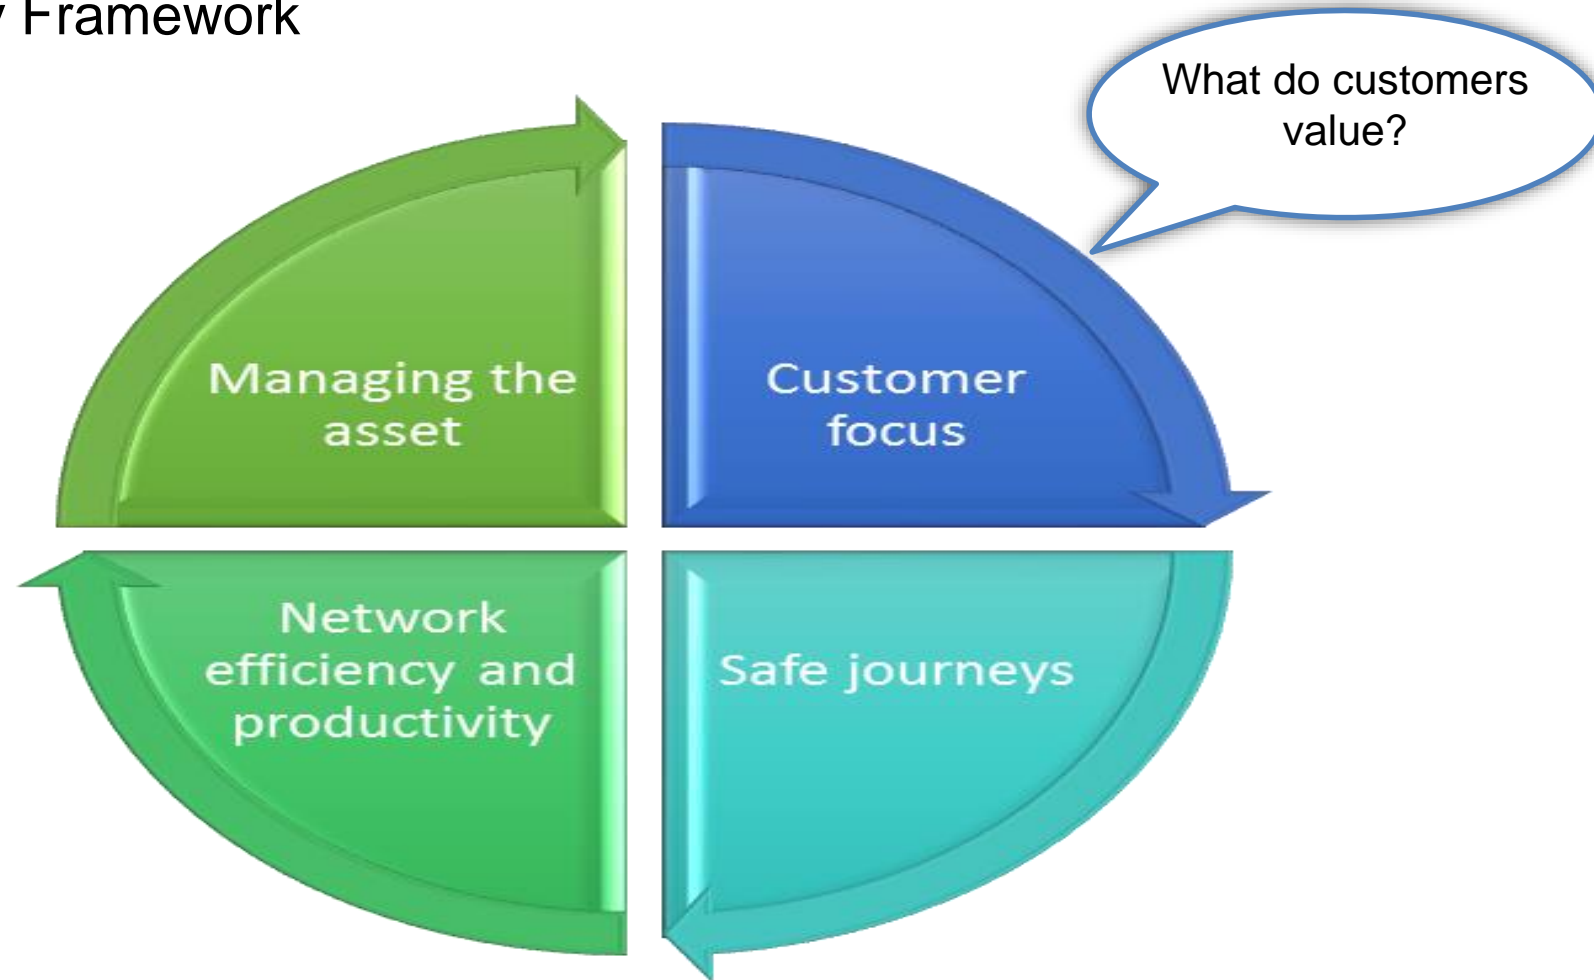 Framework
What do customers
value?
Managing the
asset
Customer
focus
Network
efficiency and
productivity
Safe journeys